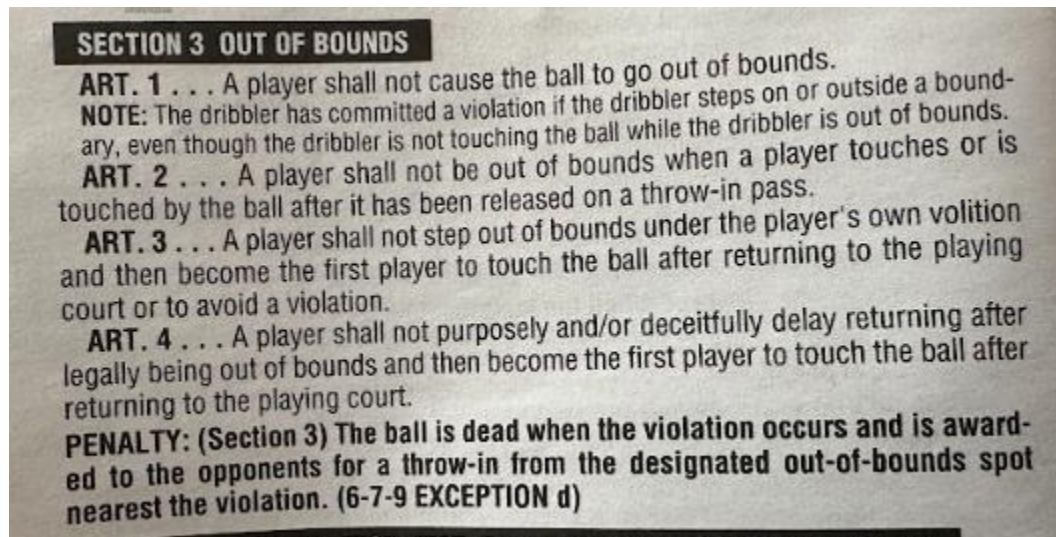 SECTION 3 OUT OF BOUNDS
ART. 1 . . . A player shall not cause the ball to go out of bounds.
NOTE: The dribbler has committed a violation if the dribbler steps on or outside a bound-
ary, even though the dribbler is not touching the ball while the dribbler is out of bounds.
ART. 2 . . . A player shall not be out of bounds when a player touches or is
touched by the ball after it has been released on a throw-in pass.
ART. 3 . . . A player shall not step out of bounds under the player's own volition
and then become the first player to touch the ball after returning to the playing
court or to avoid a violation.
ART. 4 . . . A player shall not purposely and/or deceitfully delay returning after
legally being out of bounds and then become the first player to touch the ball after
returning to the playing court.
PENALTY: (Section 3) The ball is dead when the violation occurs and is award-
ed to the opponents for a throw-in from the designated out-of-bounds spot
nearest the violation. (6-7-9 EXCEPTION d)